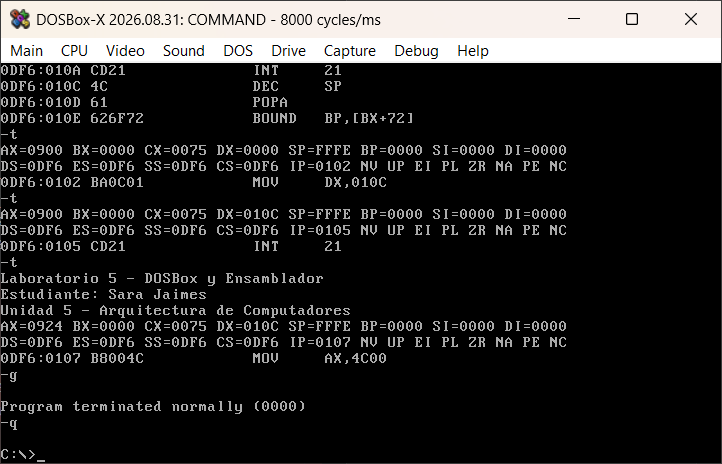 DOSBox-X 2026.08.31: COMMAND - 8000 cycles/ms
Main CPU Video Sound DOS Drive Capture Debug Help
0DF6:010A CD21 INT 21
0DF6:010C 4C DEC SP
0DF6:010D 61 POPA
0DF6:010E 626F72 BOUND BP,[BX+72]
-t
AX=0900 BX=0000 CX=0075 DX=0000 SP=FFFE BP=0000 SI=0000 DI=0000
DS=0DF6 ES=0DF6 SS=0DF6 CS=0DF6 IP=0102 NV UP EI PL ZR NA PE NC
0DF6:0102 BA0C01 MOV DX,010C
-t
AX=0900 BX=0000 CX=0075 DX=010C SP=FFFE BP=0000 SI=0000 DI=0000
DS=0DF6 ES=0DF6 SS=0DF6 CS=0DF6 IP=0105 NV UP EI PL ZR NA PE NC
0DF6:0105 CD21 INT 21
-t
Laboratorio 5 - DOSBox y Ensamblador
Estudiante: Sara Jaimes
Unidad 5 - Arquitectura de Computadores
AX=0924 BX=0000 CX=0075 DX=010C SP=FFFE BP=0000 SI=0000 DI=0000
DS=0DF6 ES=0DF6 SS=0DF6 CS=0DF6 IP=0107 NV UP EI PL ZR NA PE NC
0DF6:0107 B8004C MOV AX,4C00
-g
Program terminated normally (0000)
-q
C:\>_